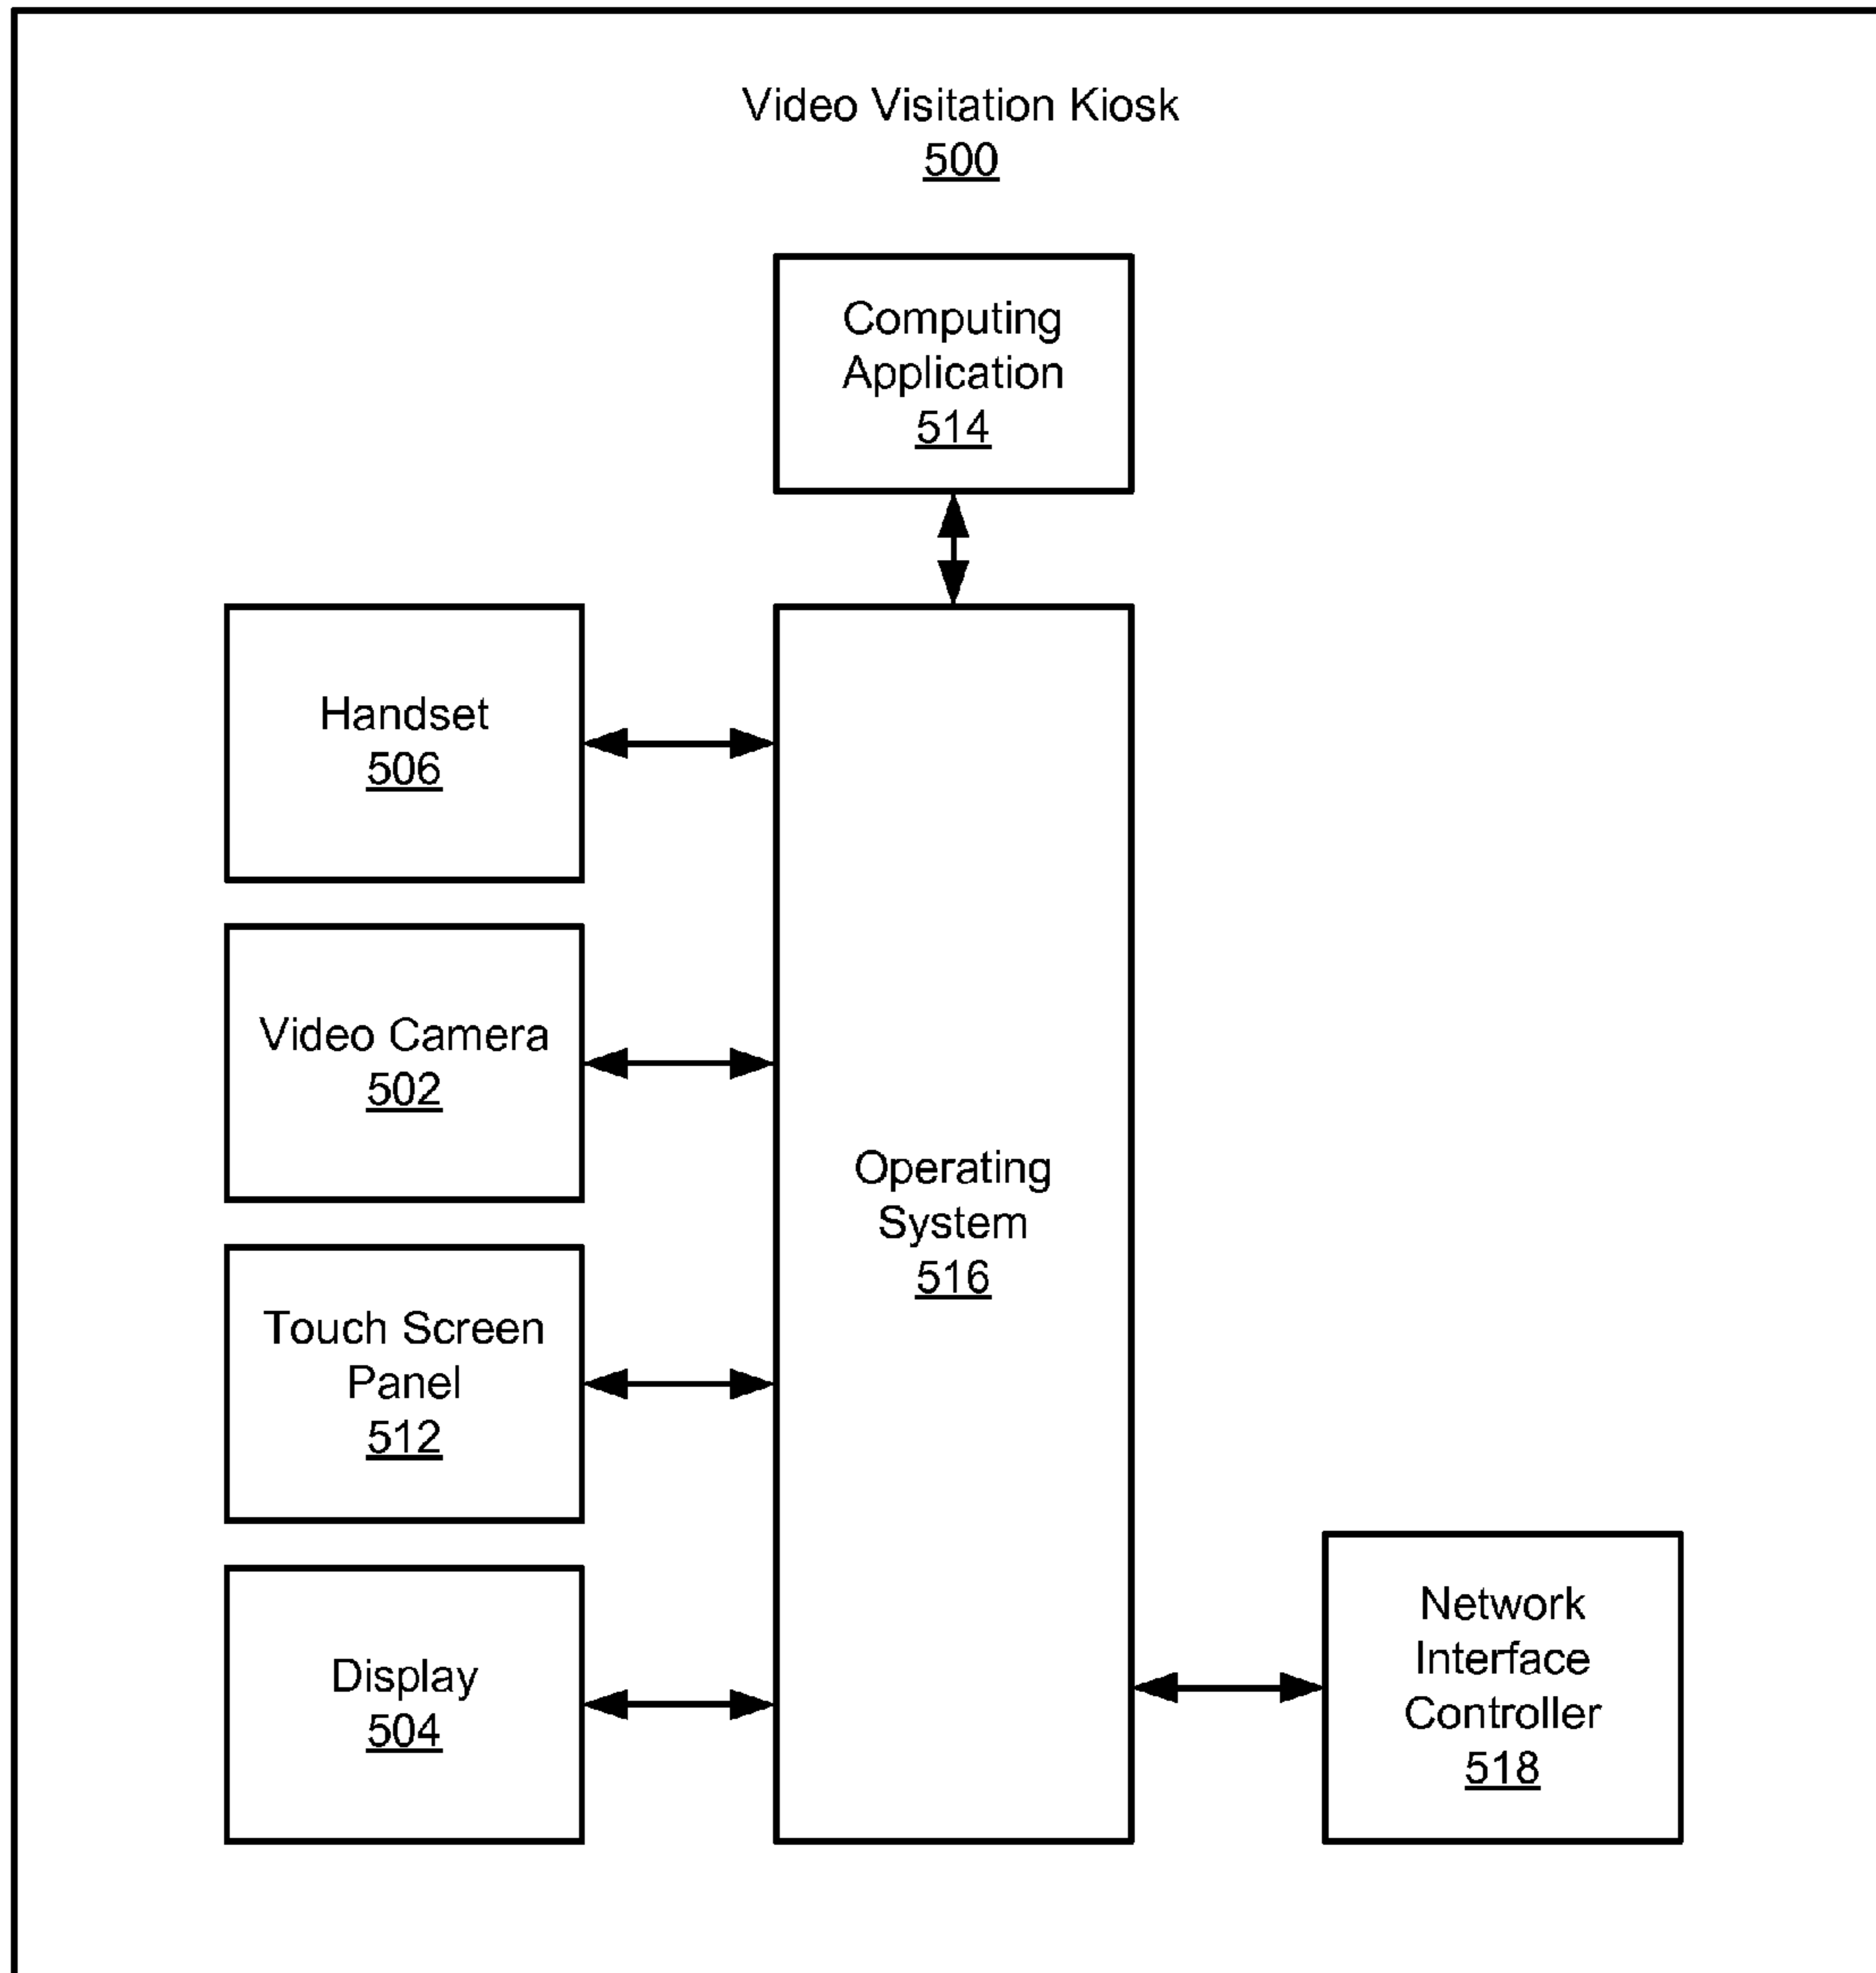 Video Visitation Kiosk
500
Computing
Application
514
Handset
506
Video Camera
502
Touch Screen
Panel
512
Display
504
Operating
System
516
Network
Interface
Controller
518